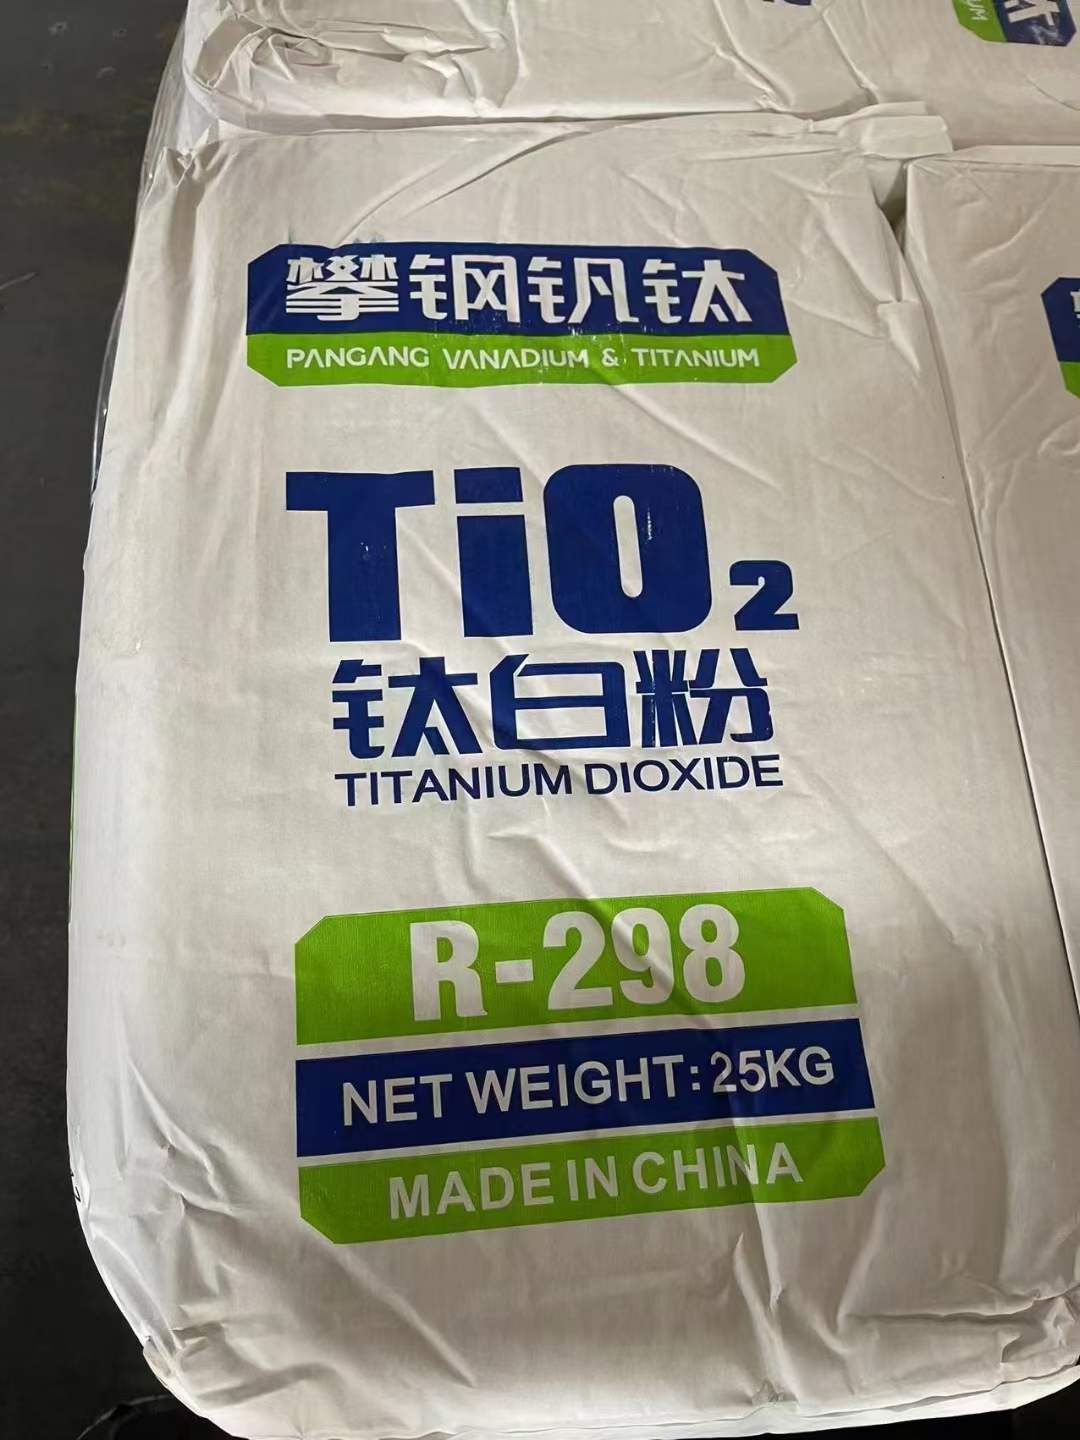 攀钢钒钛
PANGANG VANADIUM & TITANIUM
TiO₂
钛白粉
TITANIUM DIOXIDE
R-298
NET WEIGHT: 25KG
MADE IN CHINA